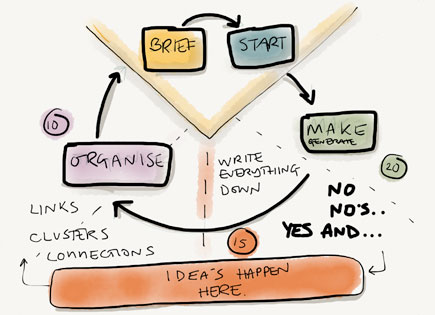 BRIEF
START
MAKE
GENERATE
20
NO
NO'S..
YES AND...
WRITE
EVERYTHING
DOWN
15
10
ORGANISE
LINKS
CLUSTERS
CONNECTIONS
IDEA'S HAPPEN
HERE.